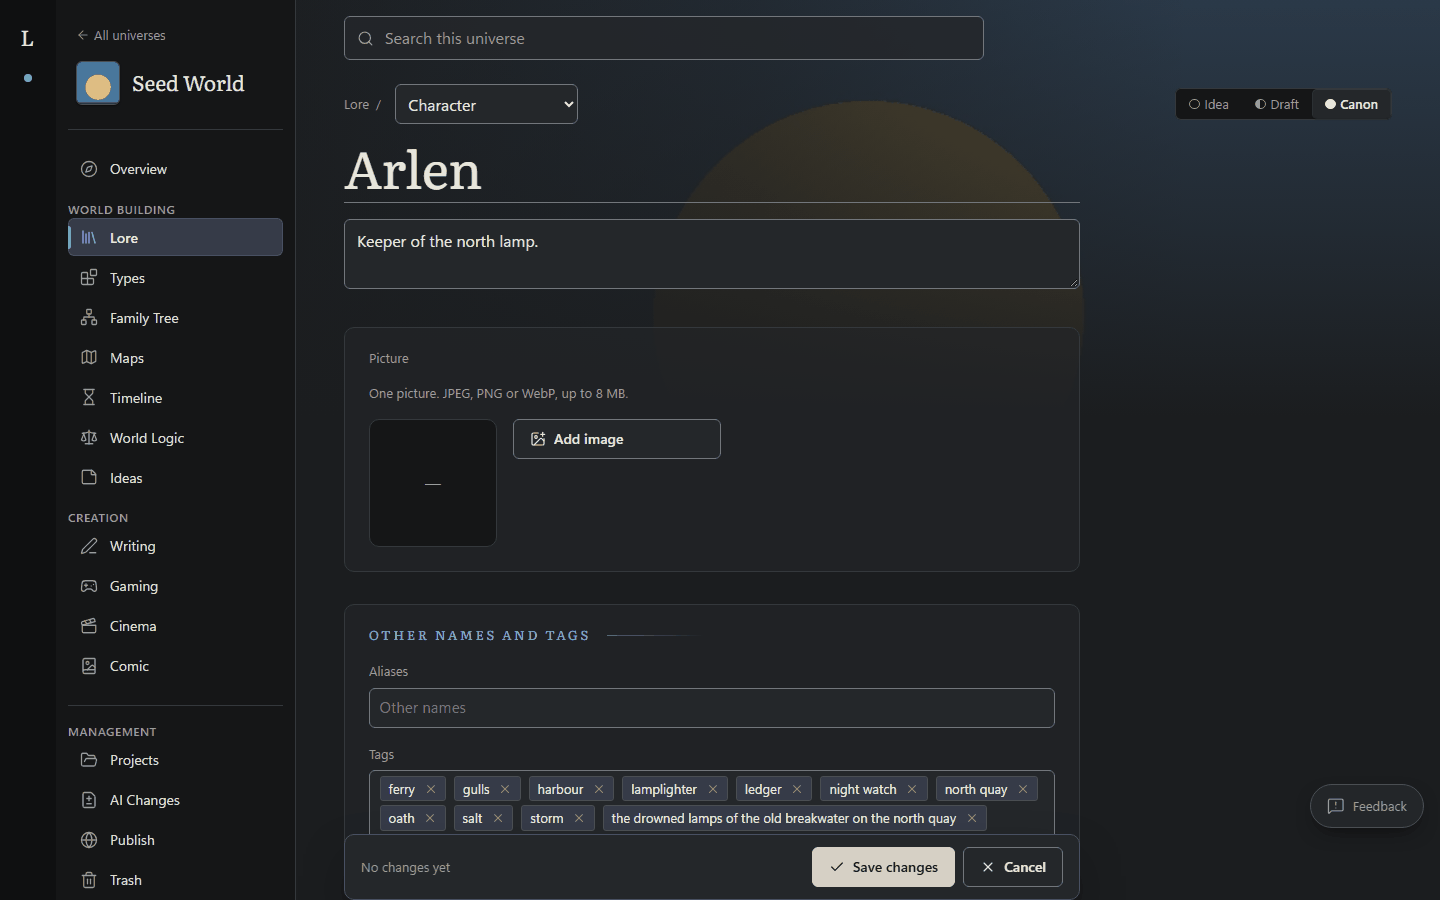 L
All universes
Seed World
Overview
WORLD BUILDING
Lore
Types
Family Tree
Maps
Timeline
World Logic
Ideas
CREATION
Writing
Gaming
Cinema
Comic
MANAGEMENT
Projects
AI Changes
Publish
Trash
Search this universe
Lore / Character
Idea Draft Canon
Arlen
Keeper of the north lamp.
Picture
One picture. JPEG, PNG or WebP, up to 8 MB.
— Add image
OTHER NAMES AND TAGS
Aliases
Other names
Tags
ferry gulls harbour lamplighter ledger night watch north quay
oath salt storm the drowned lamps of the old breakwater on the north quay
No changes yet Save changes Cancel
Feedback